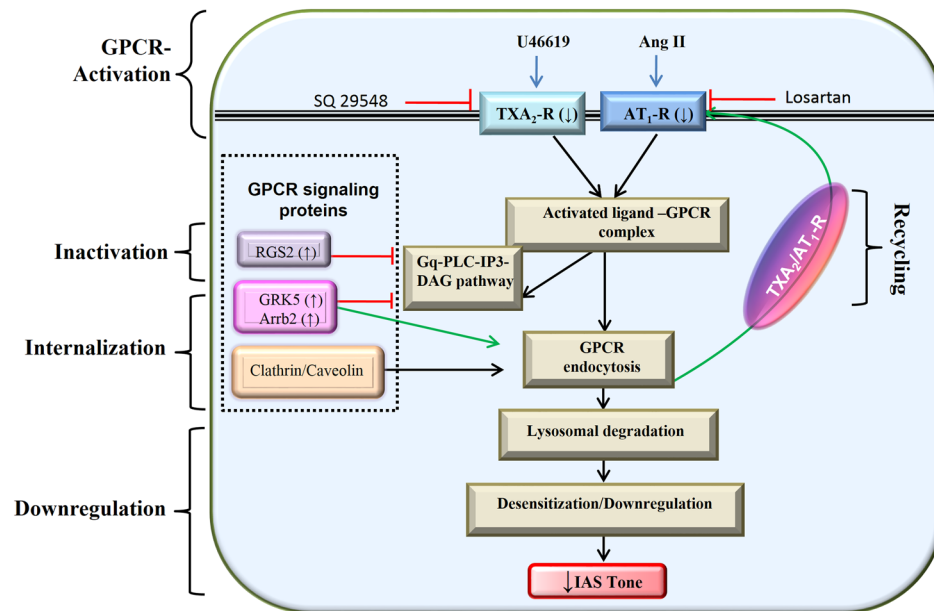 GPCR-
Activation
U46619
Ang II
SQ 29548
Losartan
TXA₂-R (↓)
AT₁-R (↓)
GPCR signaling
proteins
Activated ligand –GPCR
complex
Inactivation
RGS2 (↑)
Gq-PLC-IP3-
DAG pathway
TXA₂/AT₁-R
Recycling
Internalization
GRK5 (↑)
Arrb2 (↑)
GPCR
endocytosis
Clathrin/Caveolin
Lysosomal degradation
Downregulation
Desensitization/Downregulation
↓IAS Tone